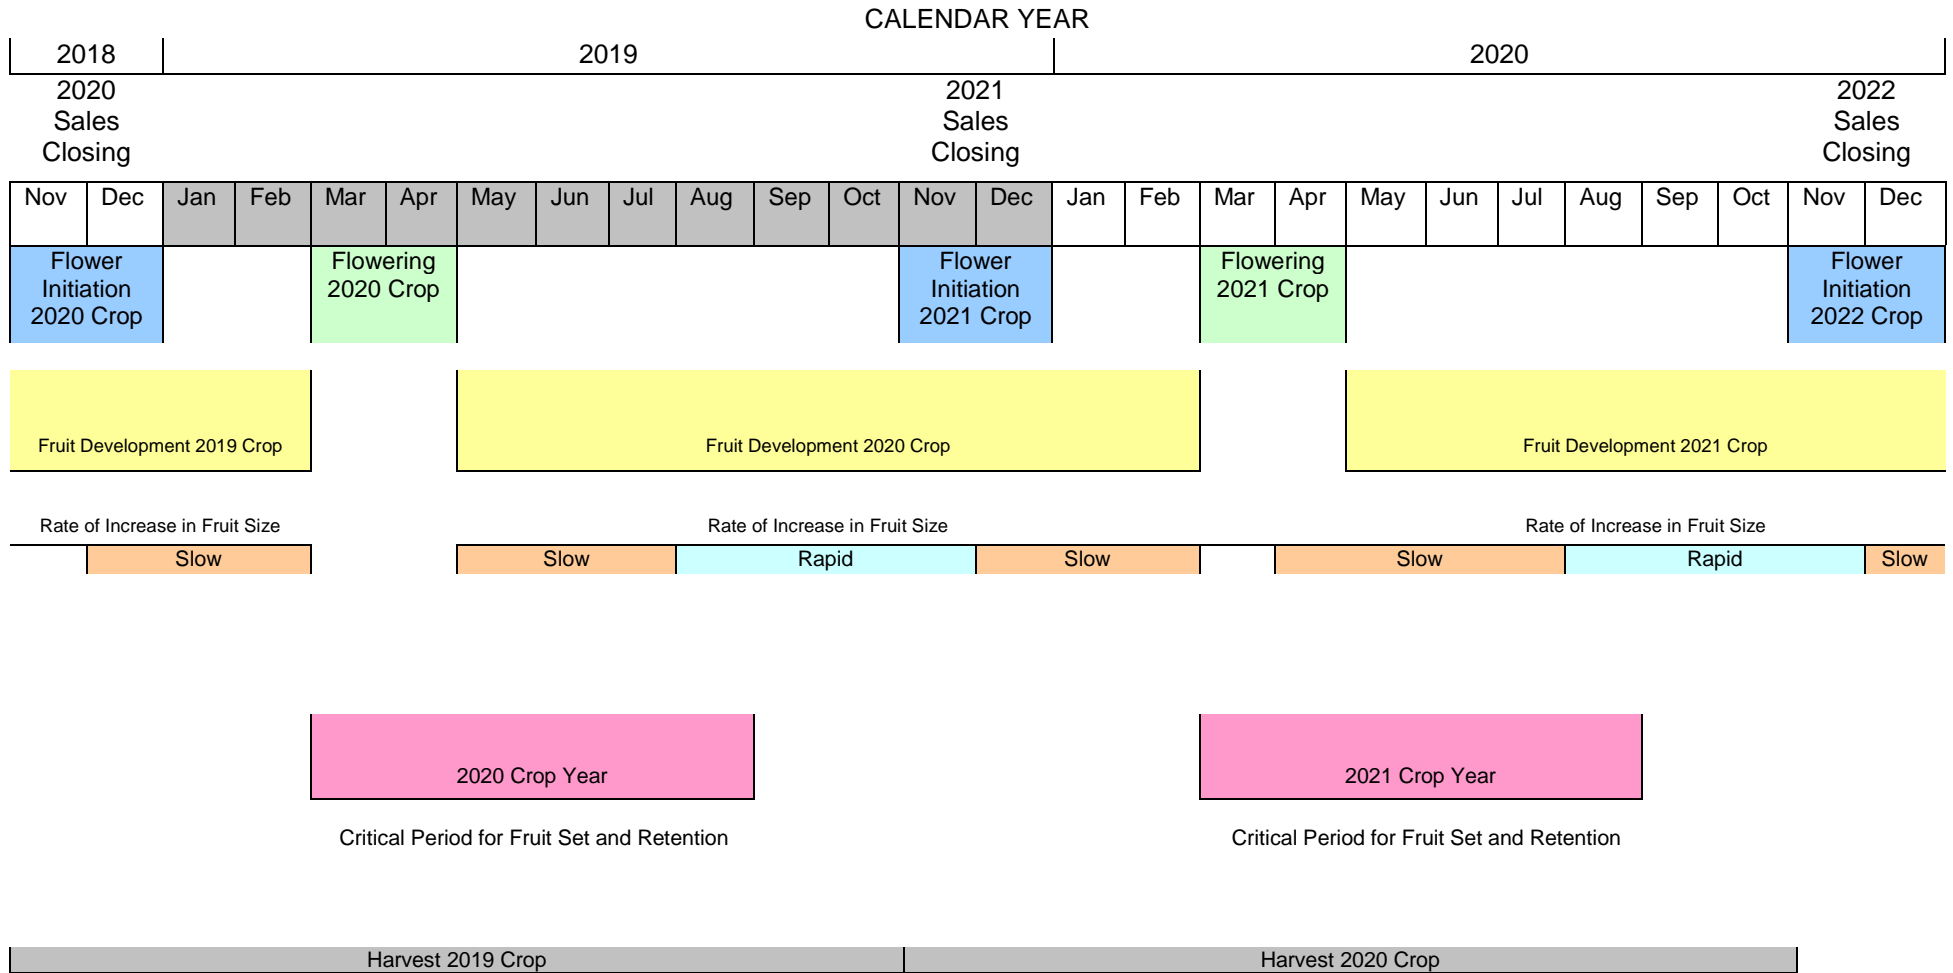 CALENDAR YEAR
2018 2019 2020
2020 2021 2022
Sales Sales Sales
Closing Closing Closing
Nov Dec Jan Feb Mar Apr May Jun Jul Aug Sep Oct Nov Dec Jan Feb Mar Apr May Jun Jul Aug Sep Oct Nov Dec
Flower Flowering Flower Flowering Flower
Initiation 2020 Crop Initiation 2021 Crop Initiation
2020 Crop 2021 Crop 2022 Crop
Fruit Development 2019 Crop Fruit Development 2020 Crop Fruit Development 2021 Crop
Rate of Increase in Fruit Size Rate of Increase in Fruit Size Rate of Increase in Fruit Size
Slow Slow Rapid Slow Slow Rapid Slow
2020 Crop Year 2021 Crop Year
Critical Period for Fruit Set and Retention Critical Period for Fruit Set and Retention
Harvest 2019 Crop Harvest 2020 Crop